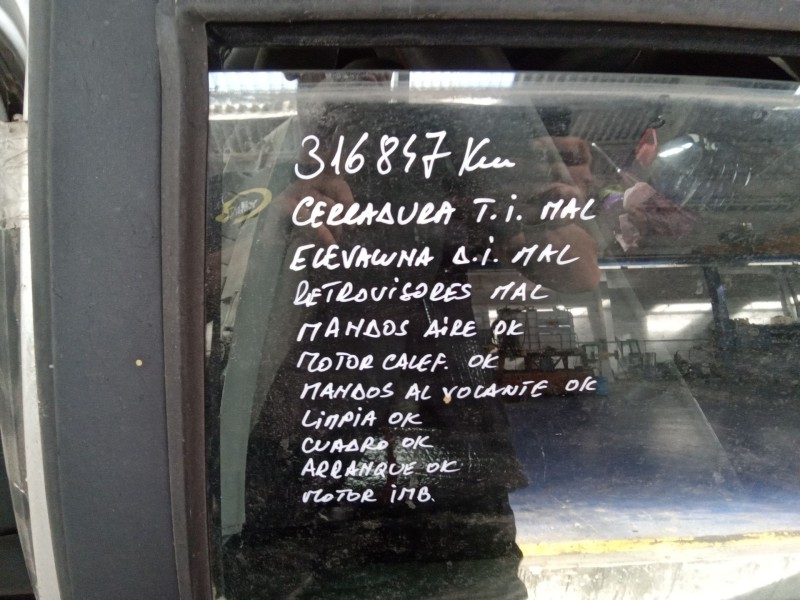 316847 Km
CERRADURA T.i. MAL
ELEVALUNA D.i. MAL
RETROVISORES MAL
MANDOS AIRE OK
MOTOR CALEF. OK
MANDOS AL VOLANTE OK
LIMPIA OK
CUADRO OK
ARRANQUE OK
MOTOR IMB.